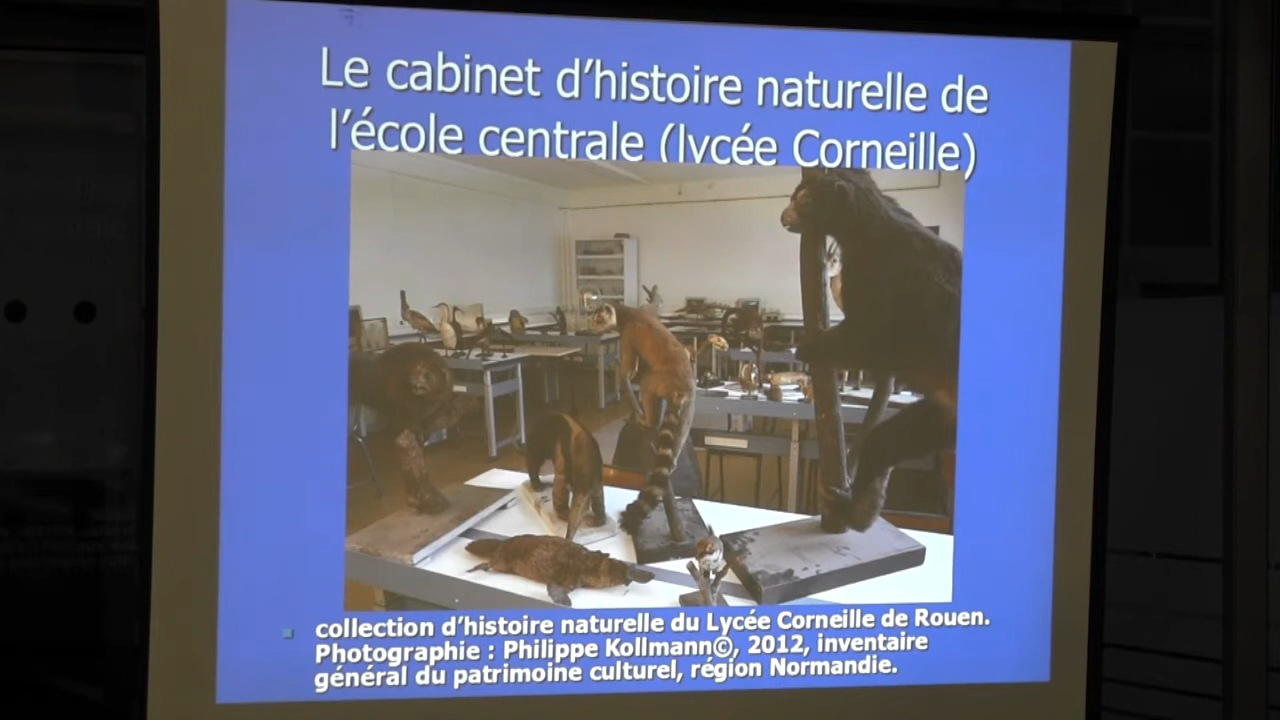 Le cabinet d'histoire naturelle de
l'école centrale (lycée Corneille)
collection d'histoire naturelle du Lycée Corneille de Rouen.
Photographie : Philippe Kollmann©, 2012, inventaire
général du patrimoine culturel, région Normandie.